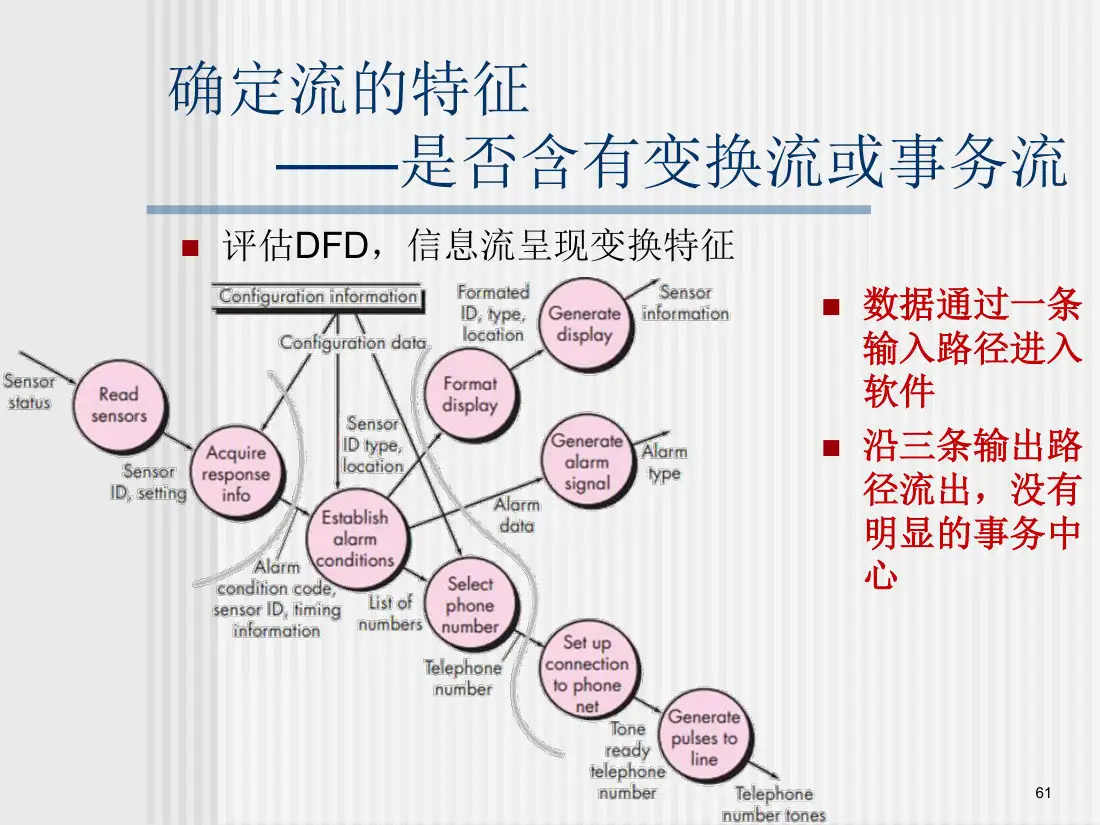 确定流的特征
——是否含有变换流或事务流
■ 评估DFD，信息流呈现变换特征
Configuration information
Configuration data
Sensor
status
Read
sensors
Sensor
ID, setting
Acquire
response
info
Alarm
condition code,
sensor ID, timing
information
Establish
alarm
conditions
Sensor
ID type,
location
Format
display
Formated
ID, type,
location
Generate
display
Sensor
information
Generate
alarm
signal
Alarm
type
Alarm
data
List of
numbers
Select
phone
number
Telephone
number
Set up
connection
to phone
net
Tone
ready
telephone
number
Generate
pulses to
line
Telephone
number tones
■ 数据通过一条
输入路径进入
软件
■ 沿三条输出路
径流出，没有
明显的事务中
心
61